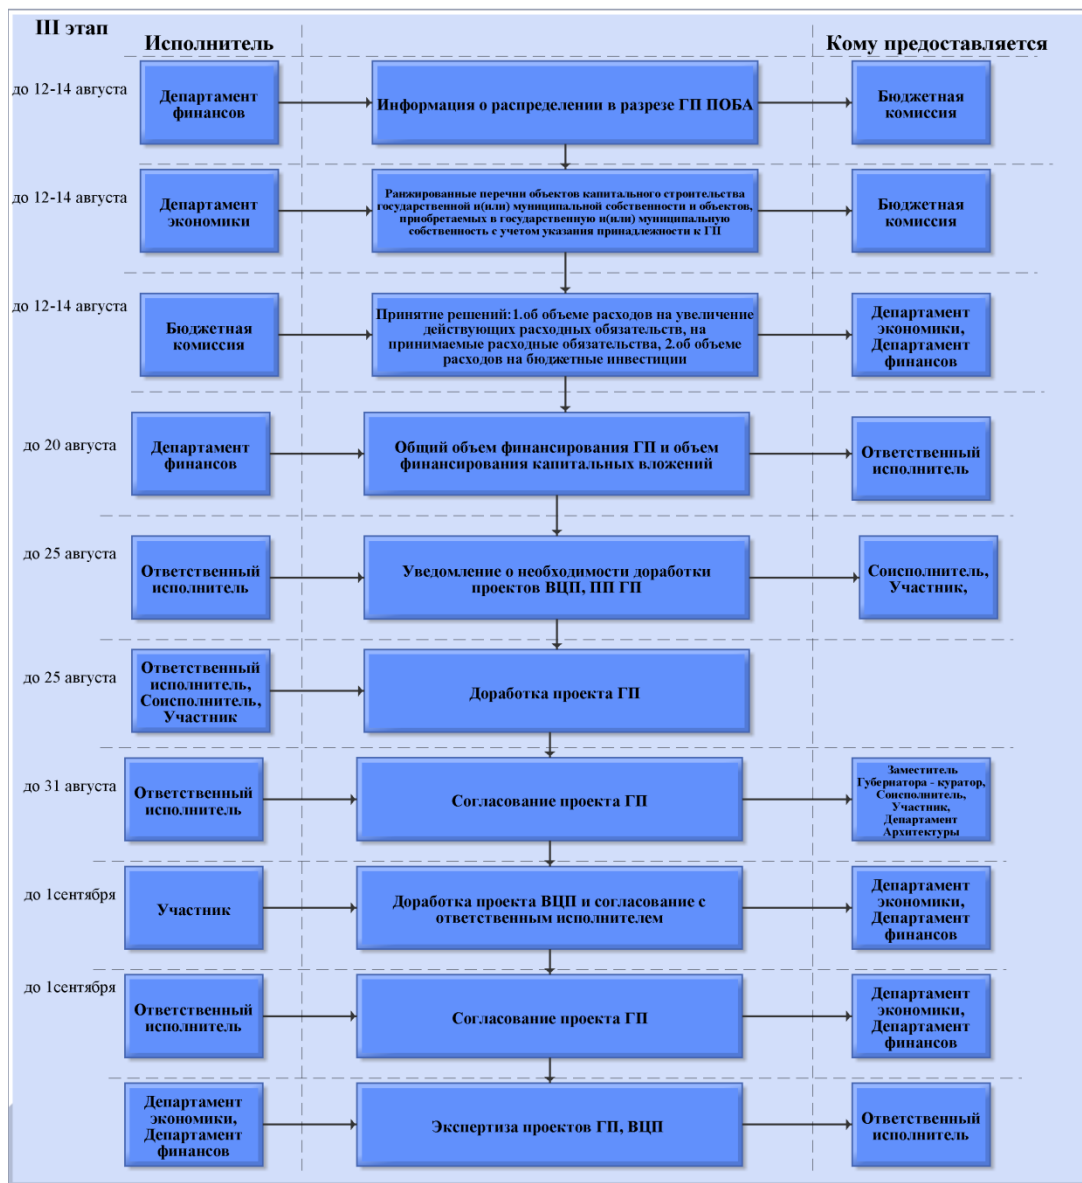 III этап
Исполнитель
Кому предоставляется
до 12-14 августа
Департамент
финансов
Информация о распределении в разрезе ГП ПОБА
Бюджетная
комиссия
до 12-14 августа
Департамент
экономики
Ранжированные перечни объектов капитального строительства
государственной и(или) муниципальной собственности и объектов,
приобретаемых в государственную и(или) муниципальную
собственность с учетом указания принадлежности к ГП
Бюджетная
комиссия
до 12-14 августа
Бюджетная
комиссия
Принятие решений:1.об объеме расходов на увеличение
действующих расходных обязательств, на
принимаемые расходные обязательства, 2.об объеме
расходов на бюджетные инвестиции
Департамент
экономики,
Департамент
финансов
до 20 августа
Департамент
финансов
Общий объем финансирования ГП и объем
финансирования капитальных вложений
Ответственный
исполнитель
до 25 августа
Ответственный
исполнитель
Уведомление о необходимости доработки
проектов ВЦП, ПП ГП
Соисполнитель,
Участник,
до 25 августа
Ответственный
исполнитель,
Соисполнитель,
Участник
Доработка проекта ГП
до 31 августа
Ответственный
исполнитель
Согласование проекта ГП
Заместитель
Губернатора - куратор,
Соисполнитель,
Участник,
Департамент
Архитектуры
до 1сентября
Участник
Доработка проекта ВЦП и согласование с
ответственным исполнителем
Департамент
экономики,
Департамент
финансов
до 1сентября
Ответственный
исполнитель
Согласование проекта ГП
Департамент
экономики,
Департамент
финансов
Департамент
экономики,
Департамент
финансов
Экспертиза проектов ГП, ВЦП
Ответственный
исполнитель